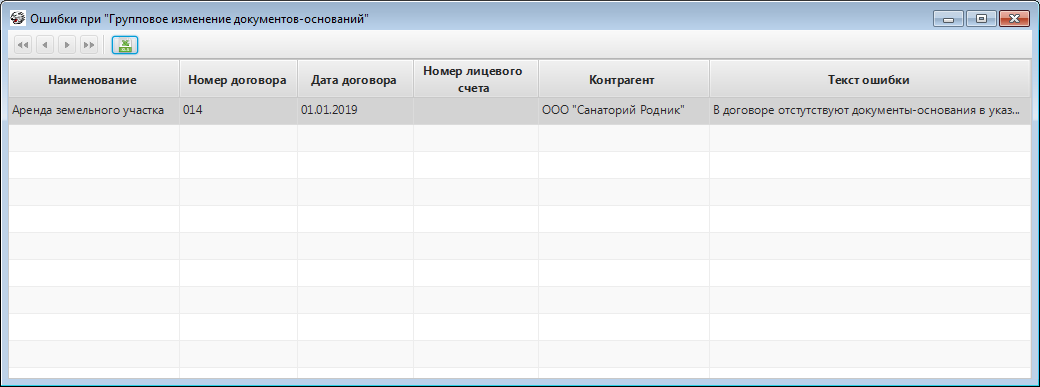 Ошибки при "Групповое изменение документов-оснований"
Наименование Номер договора Дата договора Номер лицевого счета Контрагент Текст ошибки
Аренда земельного участка 014 01.01.2019 ООО "Санаторий Родник" В договоре отстутствуют документы-основания в указ...